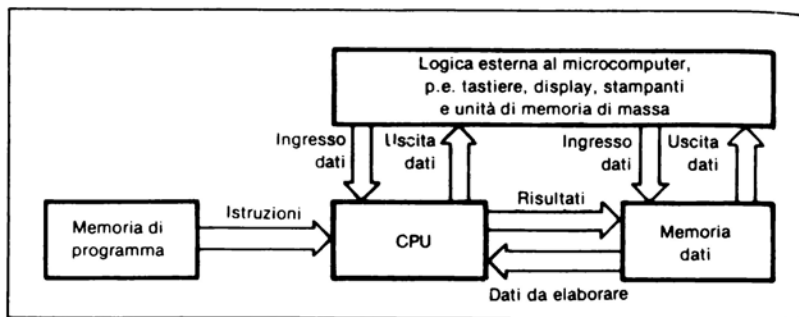 Logica esterna al microcomputer,
p.e. tastiere, display, stampanti
e unità di memoria di massa
Ingresso
dati
Uscita
dati
Ingresso
dati
Uscita
dati
Memoria di
programma
Istruzioni
CPU
Risultati
Memoria
dati
Dati da elaborare